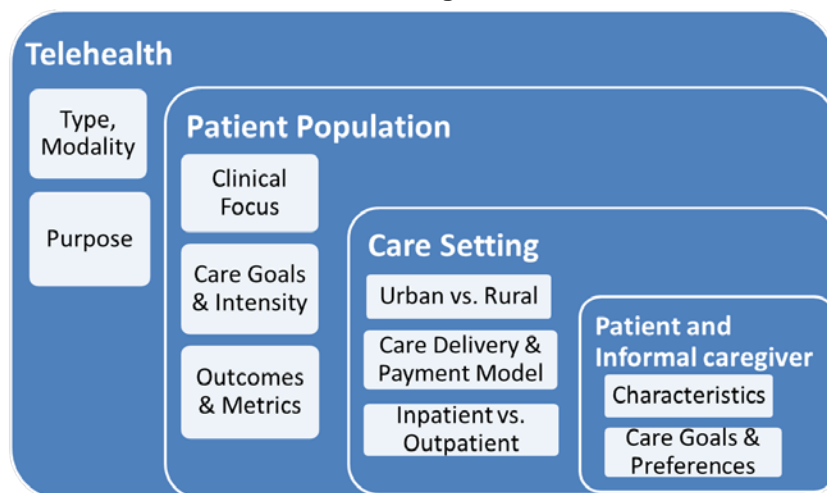 Telehealth
Type,
Modality
Purpose
Patient Population
Clinical
Focus
Care Goals
& Intensity
Outcomes
& Metrics
Care Setting
Urban vs. Rural
Care Delivery &
Payment Model
Inpatient vs.
Outpatient
Patient and
Informal caregiver
Characteristics
Care Goals &
Preferences